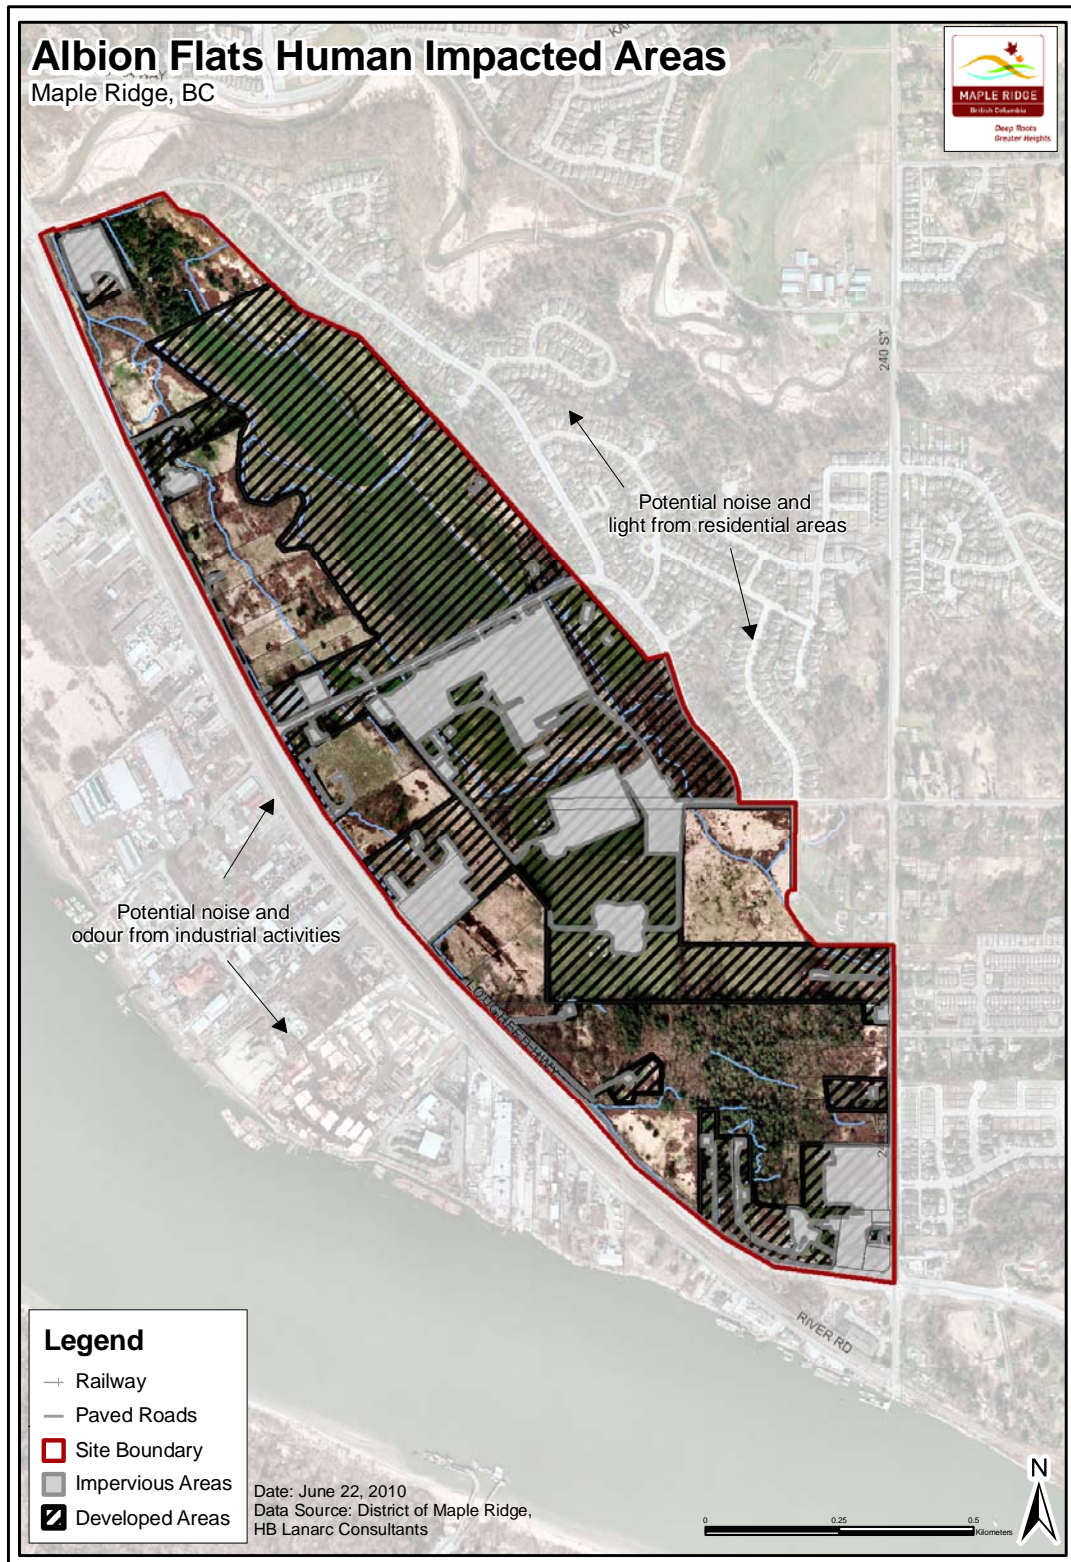 Albion Flats Human Impacted Areas
Maple Ridge, BC
MAPLE RIDGE
British Columbia
Deep Roots
Greater Heights
240 ST
Potential noise and
light from residential areas
Potential noise and
odour from industrial activities
LOUGHEED HWY
RIVER RD
Legend
Railway
Paved Roads
Site Boundary
Impervious Areas
Developed Areas
Date: June 22, 2010
Data Source: District of Maple Ridge,
HB Lanarc Consultants
0 0.25 0.5
Kilometers
N